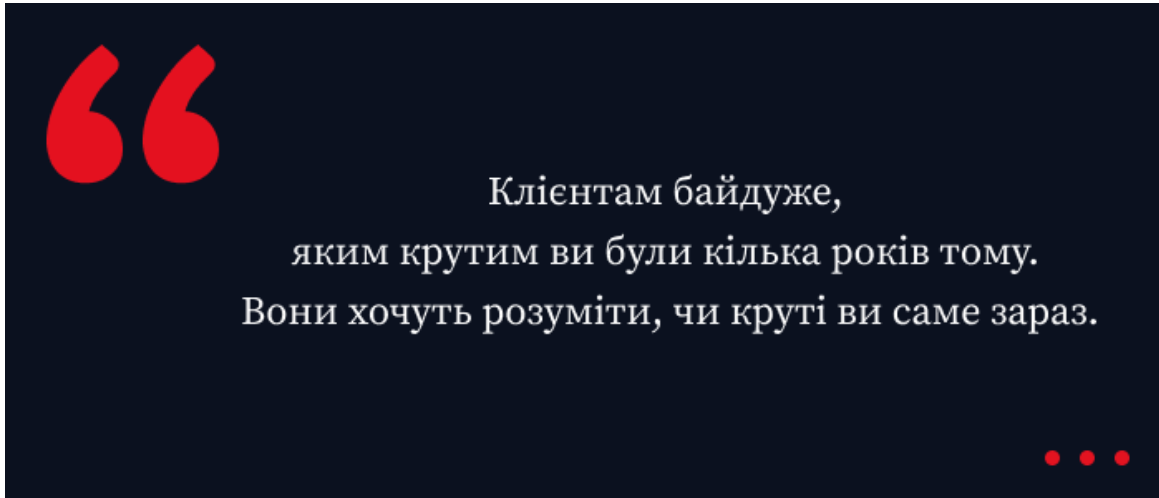 Клієнтам байдуже,
яким крутим ви були кілька років тому.
Вони хочуть розуміти, чи круті ви саме зараз.